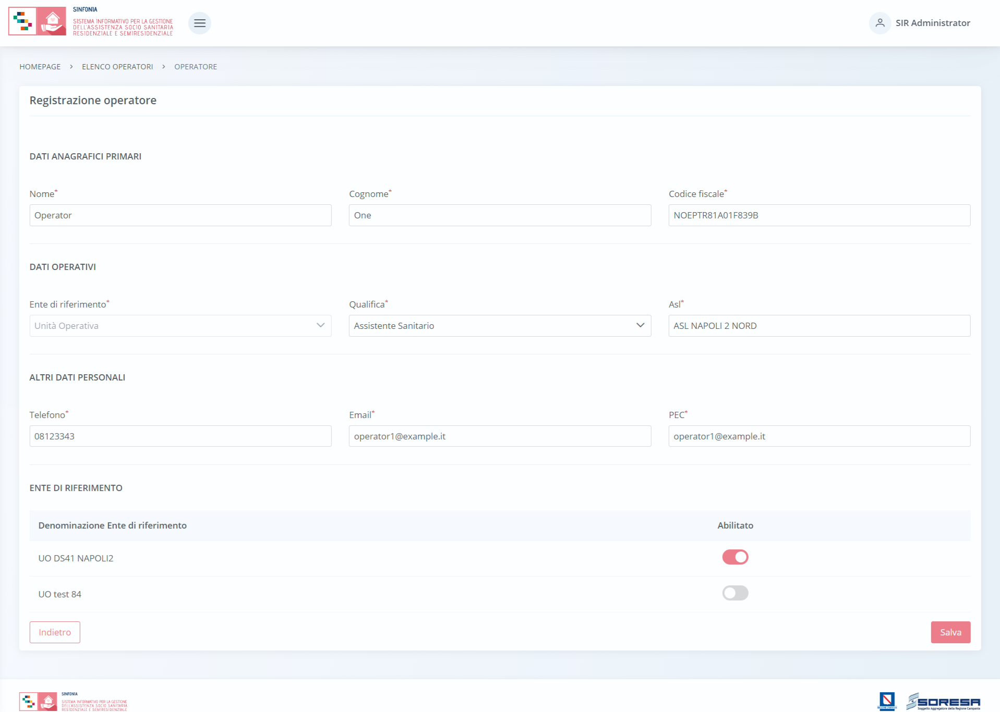 SINFONIA
SISTEMA INFORMATIVO PER LA GESTIONE
DELL'ASSISTENZA SOCIO SANITARIA
RESIDENZIALE E SEMIRESIDENZIALE
SIR Administrator
HOMEPAGE > ELENCO OPERATORI > OPERATORE
Registrazione operatore
DATI ANAGRAFICI PRIMARI
Nome* Cognome* Codice fiscale*
Operator One NOEPTR81A01F839B
DATI OPERATIVI
Ente di riferimento* Qualifica* Asl*
Unità Operativa Assistente Sanitario ASL NAPOLI 2 NORD
ALTRI DATI PERSONALI
Telefono* Email* PEC*
08123343 operator1@example.it operator1@example.it
ENTE DI RIFERIMENTO
Denominazione Ente di riferimento Abilitato
UO DS41 NAPOLI2
UO test 84
Indietro Salva
SINFONIA
SISTEMA INFORMATIVO PER LA GESTIONE
DELL'ASSISTENZA SOCIO SANITARIA
RESIDENZIALE E SEMIRESIDENZIALE
REGIONE CAMPANIA
SORESA
Soggetto Aggregatore della Regione Campania